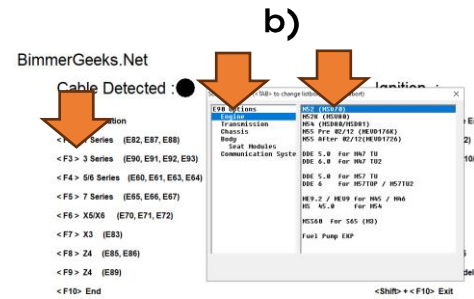 b)
BimmerGeeks.Net
Cable Detected :
Ignition :
<TAB> to change
E90 Options
Engine
Transmission
Chassis
Body
Seat Modules
Communication Syste
N52 (MSV70)
N52K (MSV80)
N54 (MSD80/MSD81)
N55 Pre 02/12 (MEVD176K)
N55 After 02/12(MEVD1726)
DDE 5.0 for M47 TU
DDE 6.0 for M47 TU2
DDE 5.0 for M57 TU
DDE 6 for M57TOP / M57TU2
ME9.2 / MEV9 for N45 / N46
MS 45.0 for M54
MSS60 for S65 (M3)
Fuel Pump EKP
Series (E82, E87, E88)
< F3 > 3 Series (E90, E91, E92, E93)
< F4 > 5/6 Series (E60, E61, E63, E64)
< F5 > 7 Series (E65, E66, E67)
< F6 > X5/X6 (E70, E71, E72)
< F7 > X3 (E83)
< F8 > Z4 (E85, E86)
< F9 > Z4 (E89)
< F10> End
<Shift> + < F10> Exit